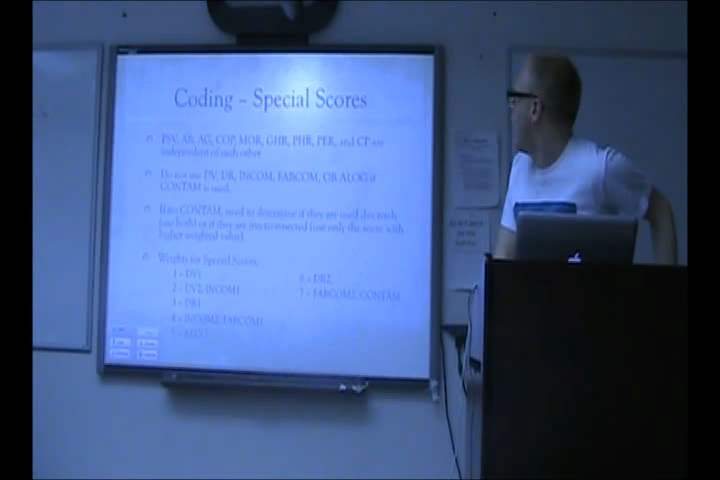 Coding – Special Scores
PSV, AB, AG, COP, MOR, GHR, PHR, PER, and CP are
independent of each other
Do not use DV, DR, INCOM, FABCOM, OR ALOG if
CONTAM is used.
If no CONTAM, need to determine if they are used discretely
(use both) or if they are interconnected (use only the score with
higher weighted value).
Weights for Special Scores:
1 – DV1
2 – DV2, INCOM1
3 – DR1
4 – INCOM2, FABCOM1
5 – ALOG
6 – DR2,
7 – FABCOM2, CONTAM